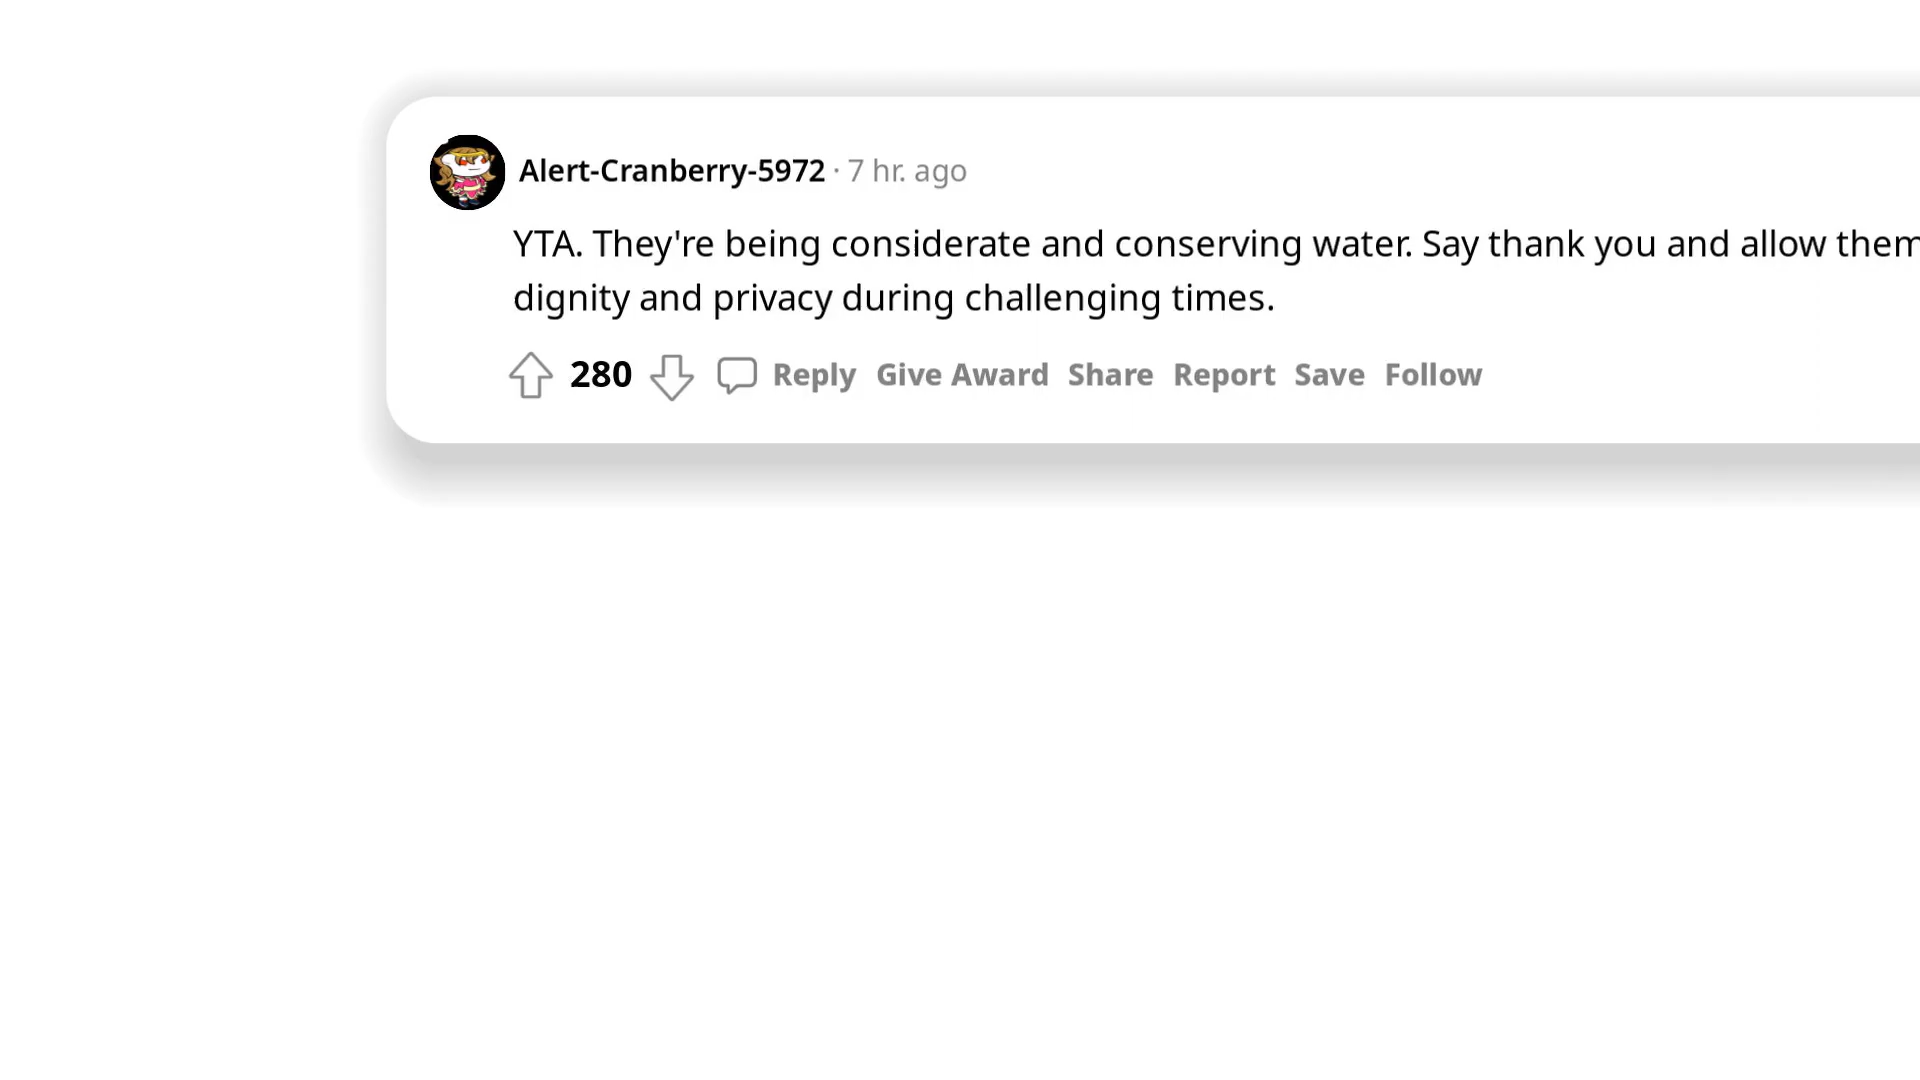 Alert-Cranberry-5972 · 7 hr. ago
YTA. They're being considerate and conserving water. Say thank you and allow them
dignity and privacy during challenging times.
280 Reply Give Award Share Report Save Follow